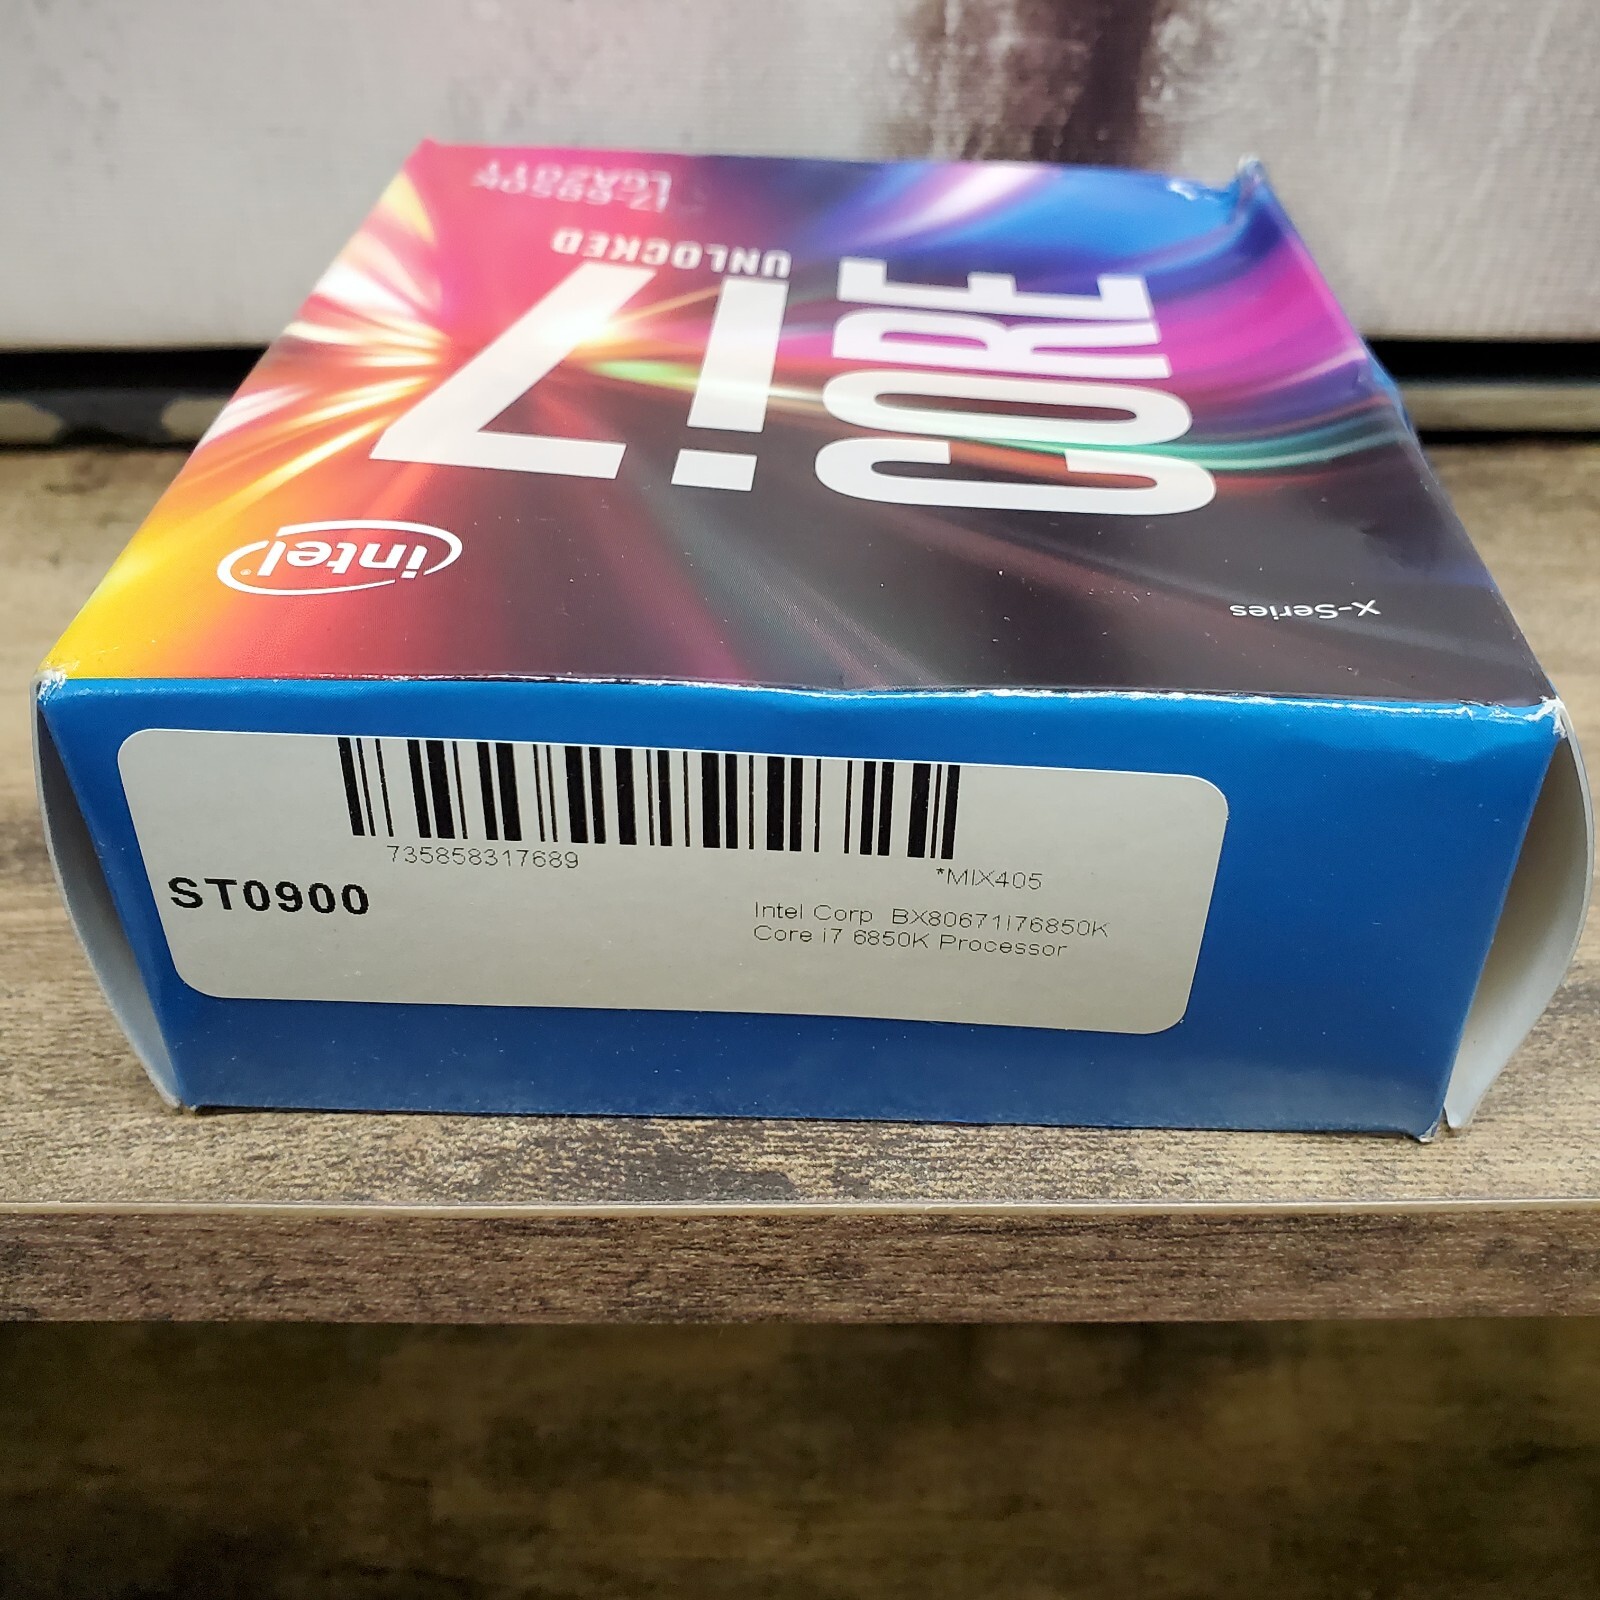 i7-6850K
LGA2011
UNLOCKED
CORE
i7
intel
X-Series
735858317689
*MIX405
ST0900
Intel Corp BX80671I76850K
Core i7 6850K Processor